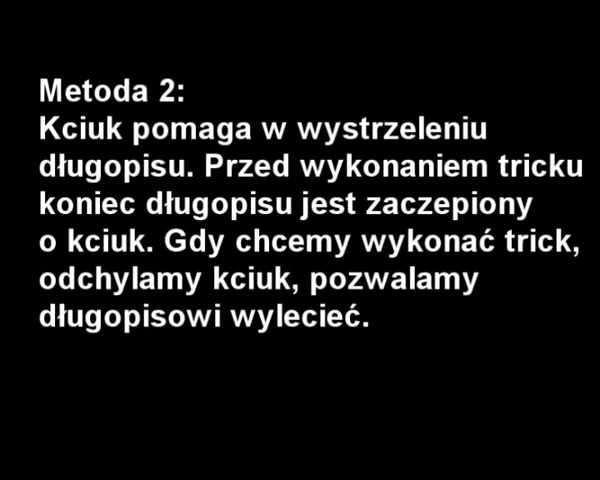 Metoda 2:
Kciuk pomaga w wystrzeleniu
długopisu. Przed wykonaniem tricku
koniec długopisu jest zaczepiony
o kciuk. Gdy chcemy wykonać trick,
odchylamy kciuk, pozwalamy
długopisowi wylecieć.